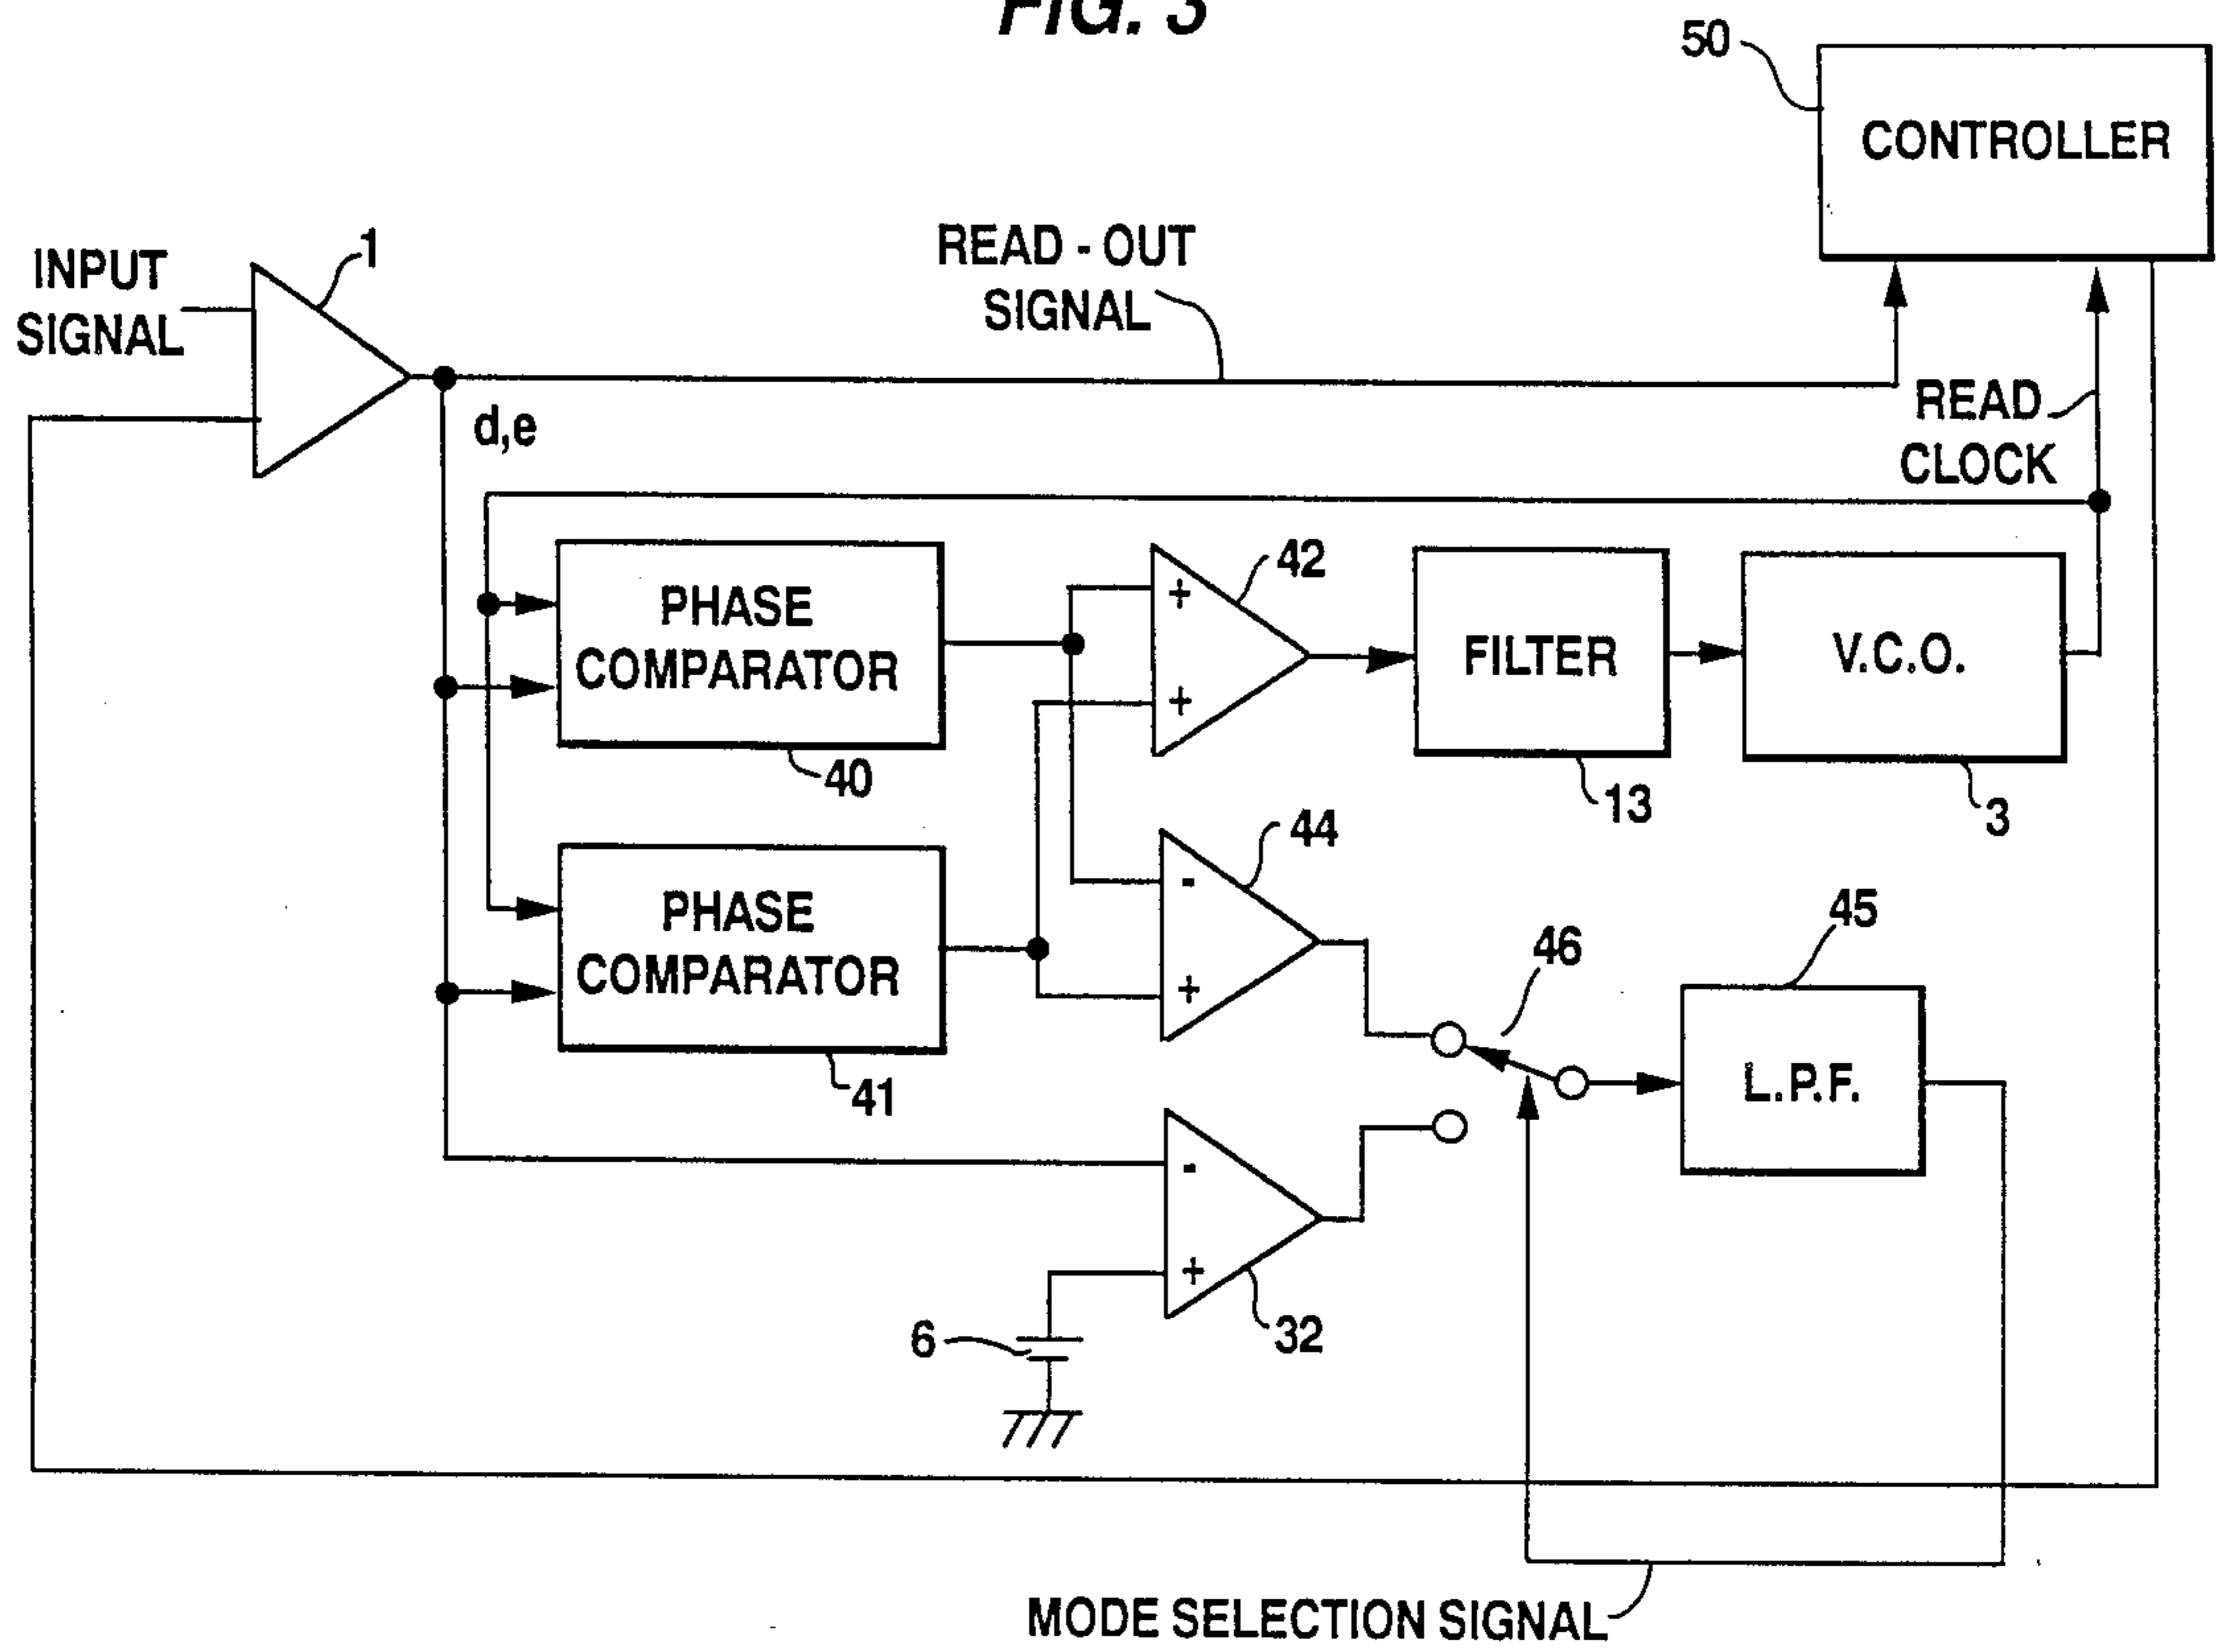 FIG. 3
50
CONTROLLER
INPUT
SIGNAL
1
READ - OUT
SIGNAL
d,e
READ
CLOCK
PHASE
COMPARATOR
40
+
+
42
FILTER
13
V.C.O.
3
PHASE
COMPARATOR
41
-
+
44
46
45
L.P.F.
-
+
32
6
MODE SELECTION SIGNAL